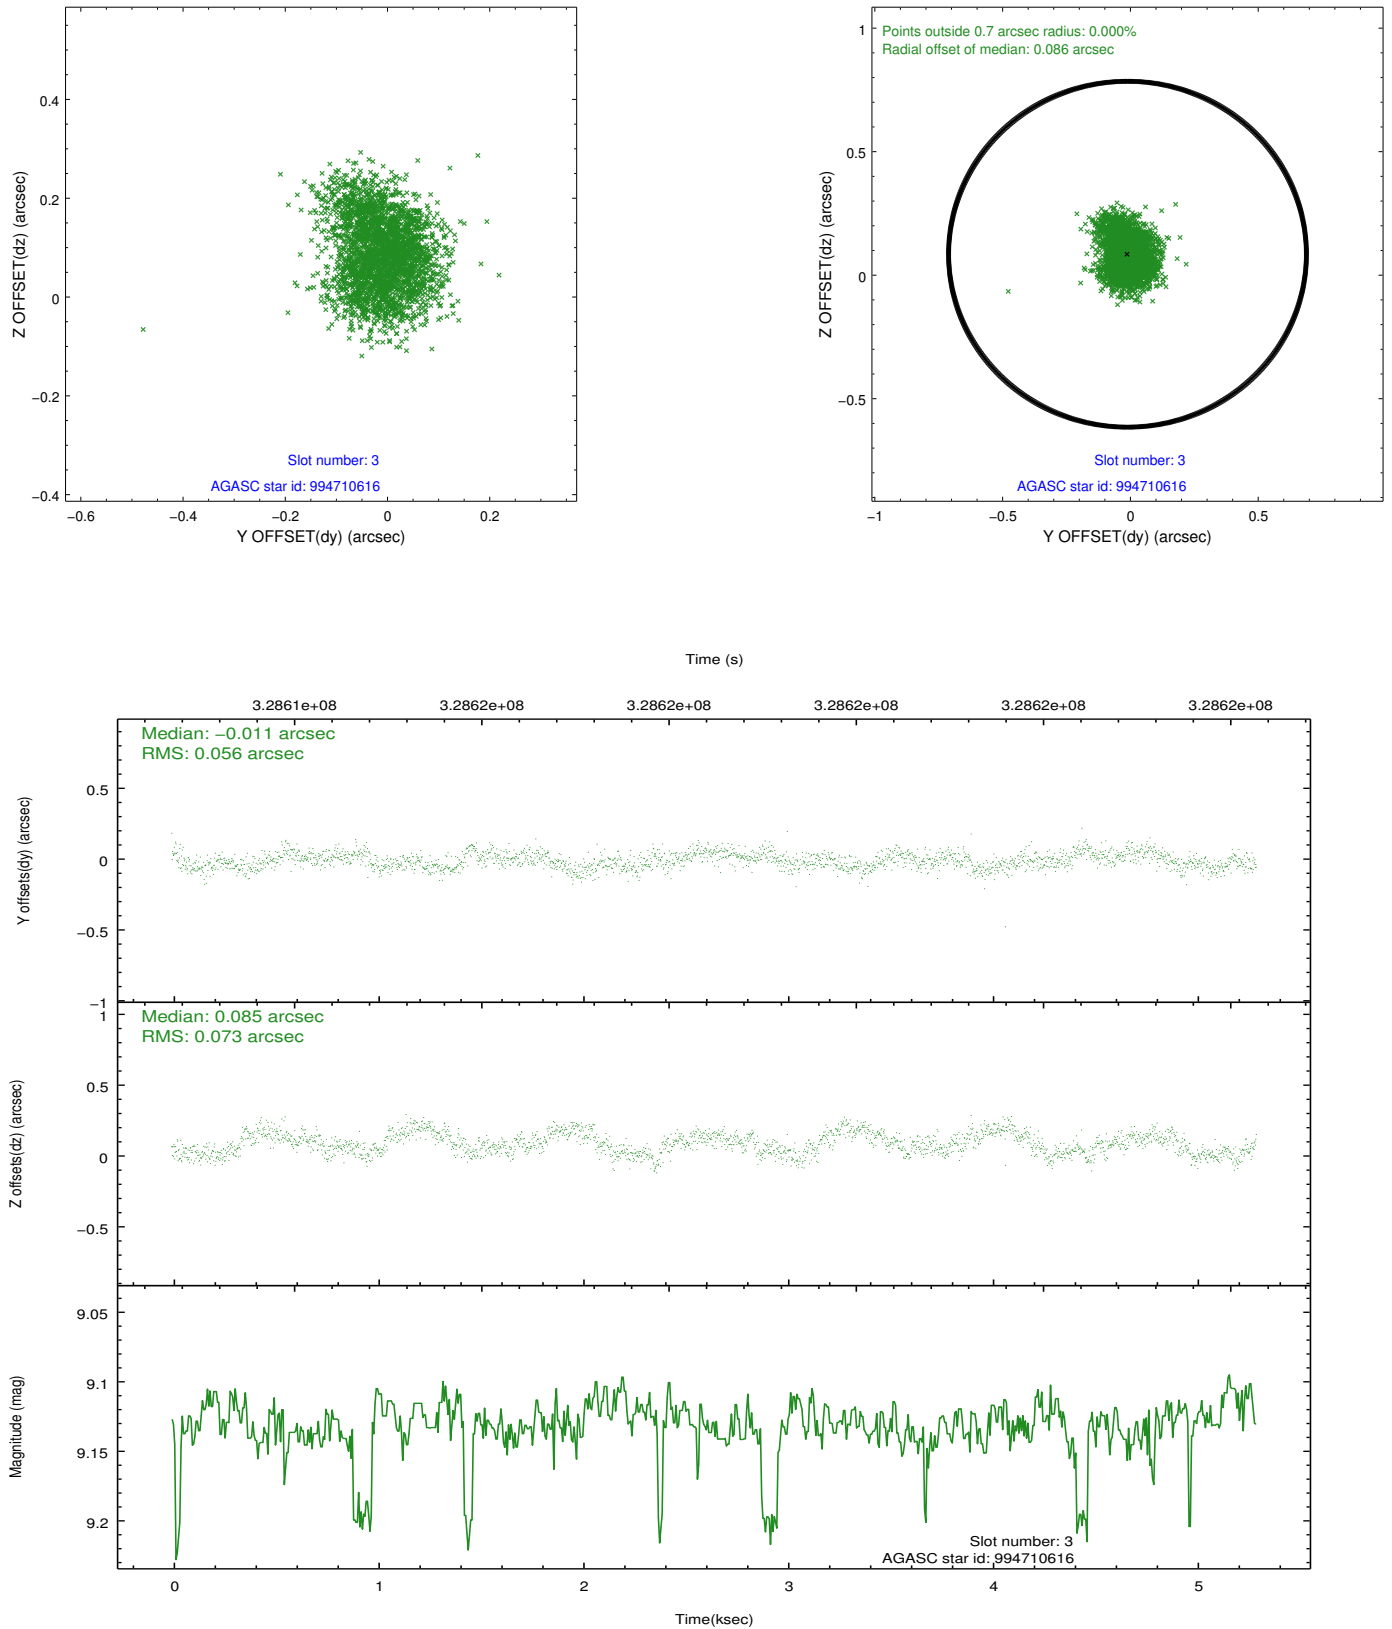 0.4
0.2
0
−0.2
−0.4
Z OFFSET(dz) (arcsec)
Slot number: 3
AGASC star id: 994710616
−0.6
−0.4
−0.2
0
0.2
Y OFFSET(dy) (arcsec)
Points outside 0.7 arcsec radius: 0.000%
Radial offset of median: 0.086 arcsec
1
0.5
0
−0.5
Z OFFSET(dz) (arcsec)
Slot number: 3
AGASC star id: 994710616
−1
−0.5
0
0.5
Y OFFSET(dy) (arcsec)
Time (s)
3.2861e+08
3.2862e+08
3.2862e+08
3.2862e+08
3.2862e+08
3.2862e+08
Median: −0.011 arcsec
RMS: 0.056 arcsec
0.5
0
−0.5
−1
Y offsets(dy) (arcsec)
Median: 0.085 arcsec
RMS: 0.073 arcsec
1
0.5
0
−0.5
Z offsets(dz) (arcsec)
9.05
9.1
9.15
9.2
Magnitude (mag)
Slot number: 3
AGASC star id: 994710616
0
1
2
3
4
5
Time(ksec)